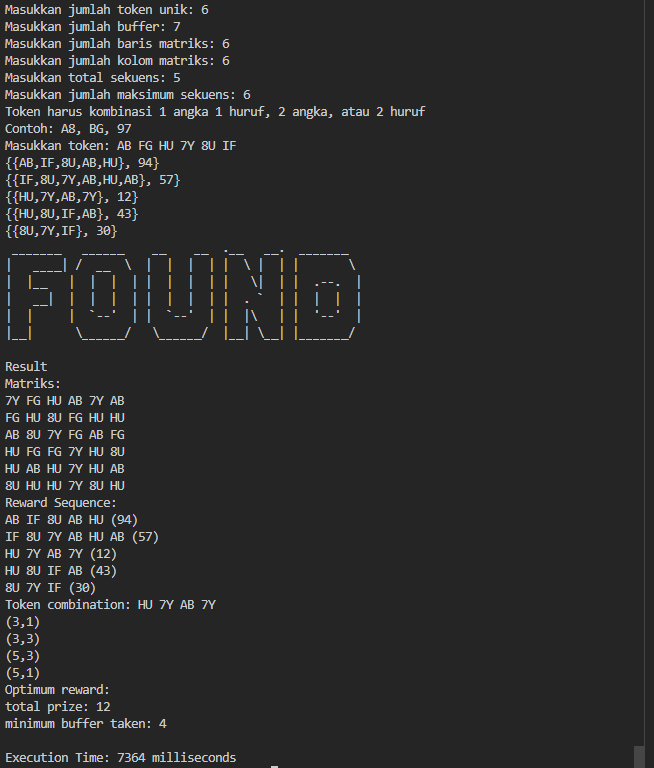 Masukkan jumlah token unik: 6
Masukkan jumlah buffer: 7
Masukkan jumlah baris matriks: 6
Masukkan jumlah kolom matriks: 6
Masukkan total sekuens: 5
Masukkan jumlah maksimum sekuens: 6
Token harus kombinasi 1 angka 1 huruf, 2 angka, atau 2 huruf
Contoh: A8, BG, 97
Masukkan token: AB FG HU 7Y 8U IF
{{AB,IF,8U,AB,HU}, 94}
{{IF,8U,7Y,AB,HU,AB}, 57}
{{HU,7Y,AB,7Y}, 12}
{{HU,8U,IF,AB}, 43}
{{8U,7Y,IF}, 30}
FOUND
Result
Matriks:
7Y FG HU AB 7Y AB
FG HU 8U FG HU HU
AB 8U 7Y FG AB FG
HU FG FG 7Y HU 8U
HU AB HU 7Y HU AB
8U HU HU 7Y 8U HU
Reward Sequence:
AB IF 8U AB HU (94)
IF 8U 7Y AB HU AB (57)
HU 7Y AB 7Y (12)
HU 8U IF AB (43)
8U 7Y IF (30)
Token combination: HU 7Y AB 7Y
(3,1)
(3,3)
(5,3)
(5,1)
Optimum reward:
total prize: 12
minimum buffer taken: 4
Execution Time: 7364 milliseconds